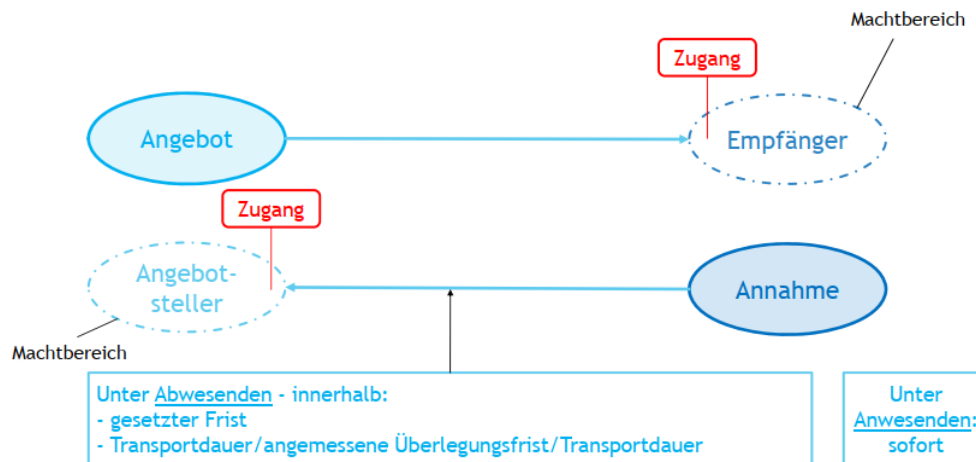 Machtbereich
Zugang
Angebot
Empfänger
Zugang
Angebot-
steller
Annahme
Machtbereich
Unter Abwesenden - innerhalb:
- gesetzter Frist
- Transportdauer/angemessene Überlegungsfrist/Transportdauer
Unter
Anwesenden:
sofort